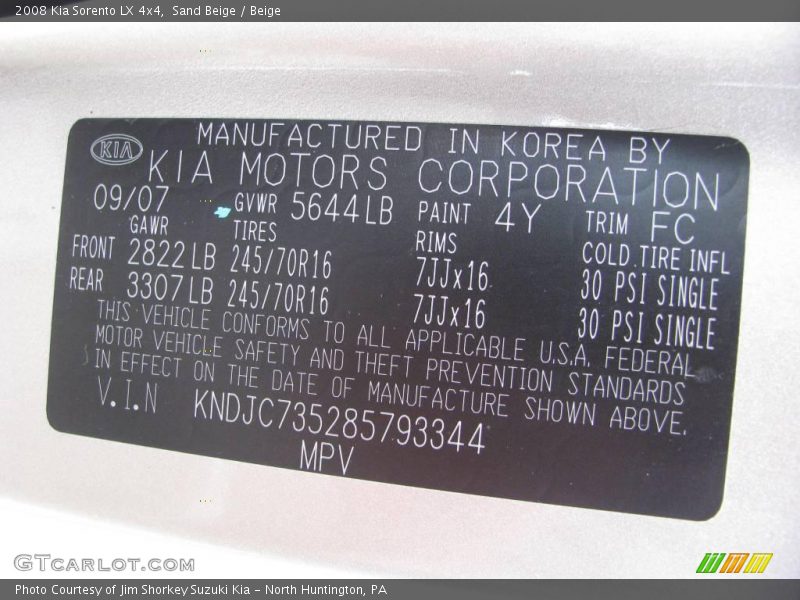 2008 Kia Sorento LX 4x4, Sand Beige / Beige
KIA
MANUFACTURED IN KOREA BY
KIA MOTORS CORPORATION
09/07 GVWR 5644LB PAINT 4Y TRIM FC
GAWR TIRES RIMS COLD.TIRE INFL
FRONT 2822LB 245/70R16 7JJx16 30 PSI SINGLE
REAR 3307LB 245/70R16 7JJx16 30 PSI SINGLE
THIS VEHICLE CONFORMS TO ALL APPLICABLE U.S.A. FEDERAL
MOTOR VEHICLE SAFETY AND THEFT PREVENTION STANDARDS
IN EFFECT ON THE DATE OF MANUFACTURE SHOWN ABOVE.
V.I.N KNDJC735285793344
MPV
GTCARLOT.COM
Photo Courtesy of Jim Shorkey Suzuki Kia - North Huntington, PA